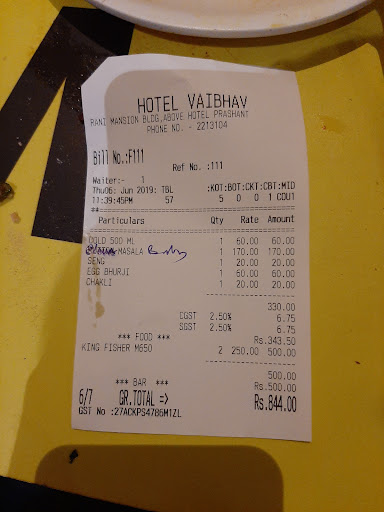 HOTEL VAIBHAV
RANI MANSION BLDG,ABOVE HOTEL PRASHANT
PHONE NO. - 2213104
Bill No.:F111
Ref No. :111
Waiter:- 1 :KOT:BOT:CKT:CBT:MID
Thu06: Jun 2019: TBL 5 0 0 1 CDU1
11:39:45PM 57
Particulars Qty Rate Amount
COLD 500 ML 1 60.00 60.00
MASALA 1 170.00 170.00
SENG 1 20.00 20.00
EGG BHURJI 1 60.00 60.00
CHAKLI 1 20.00 20.00
330.00
CGST 2.50% 6.75
SGST 2.50% 6.75
*** FOOD *** Rs.343.50
KING FISHER M650 2 250.00 500.00
500.00
*** BAR *** Rs.500.00
6/7 GR.TOTAL => Rs.844.00
GST No :27ACKPS4786M1ZL